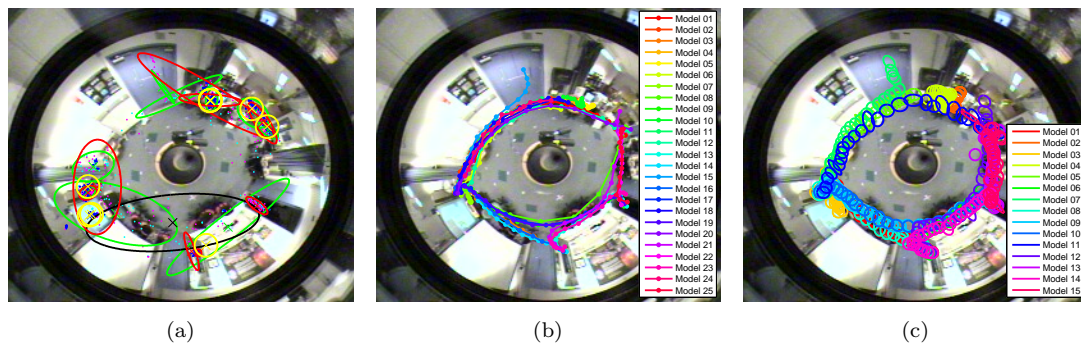 Model 01
Model 02
Model 03
Model 04
Model 05
Model 06
Model 07
Model 08
Model 09
Model 10
Model 11
Model 12
Model 13
Model 14
Model 15
Model 16
Model 17
Model 18
Model 19
Model 20
Model 21
Model 22
Model 23
Model 24
Model 25
Model 01
Model 02
Model 03
Model 04
Model 05
Model 06
Model 07
Model 08
Model 09
Model 10
Model 11
Model 12
Model 13
Model 14
Model 15
(a)
(b)
(c)